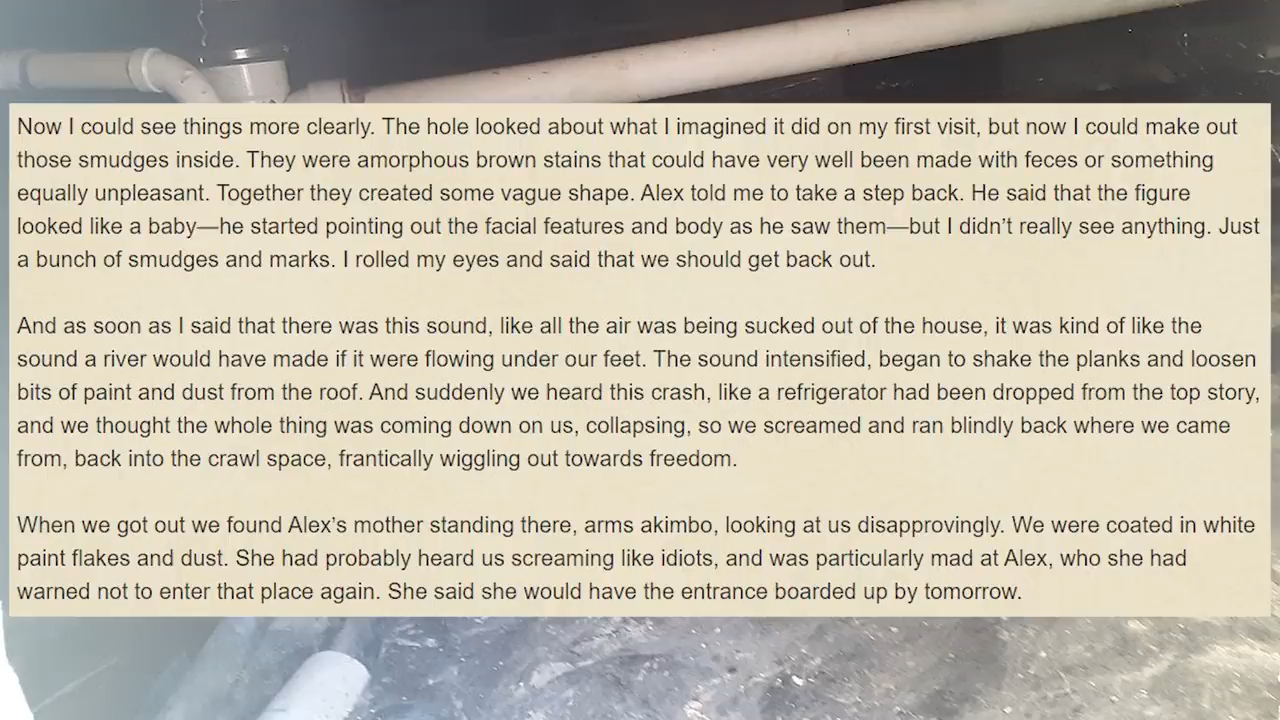 Now I could see things more clearly. The hole looked about what I imagined it did on my first visit, but now I could make out
those smudges inside. They were amorphous brown stains that could have very well been made with feces or something
equally unpleasant. Together they created some vague shape. Alex told me to take a step back. He said that the figure
looked like a baby—he started pointing out the facial features and body as he saw them—but I didn’t really see anything. Just
a bunch of smudges and marks. I rolled my eyes and said that we should get back out.
And as soon as I said that there was this sound, like all the air was being sucked out of the house, it was kind of like the
sound a river would have made if it were flowing under our feet. The sound intensified, began to shake the planks and loosen
bits of paint and dust from the roof. And suddenly we heard this crash, like a refrigerator had been dropped from the top story,
and we thought the whole thing was coming down on us, collapsing, so we screamed and ran blindly back where we came
from, back into the crawl space, frantically wiggling out towards freedom.
When we got out we found Alex’s mother standing there, arms akimbo, looking at us disapprovingly. We were coated in white
paint flakes and dust. She had probably heard us screaming like idiots, and was particularly mad at Alex, who she had
warned not to enter that place again. She said she would have the entrance boarded up by tomorrow.